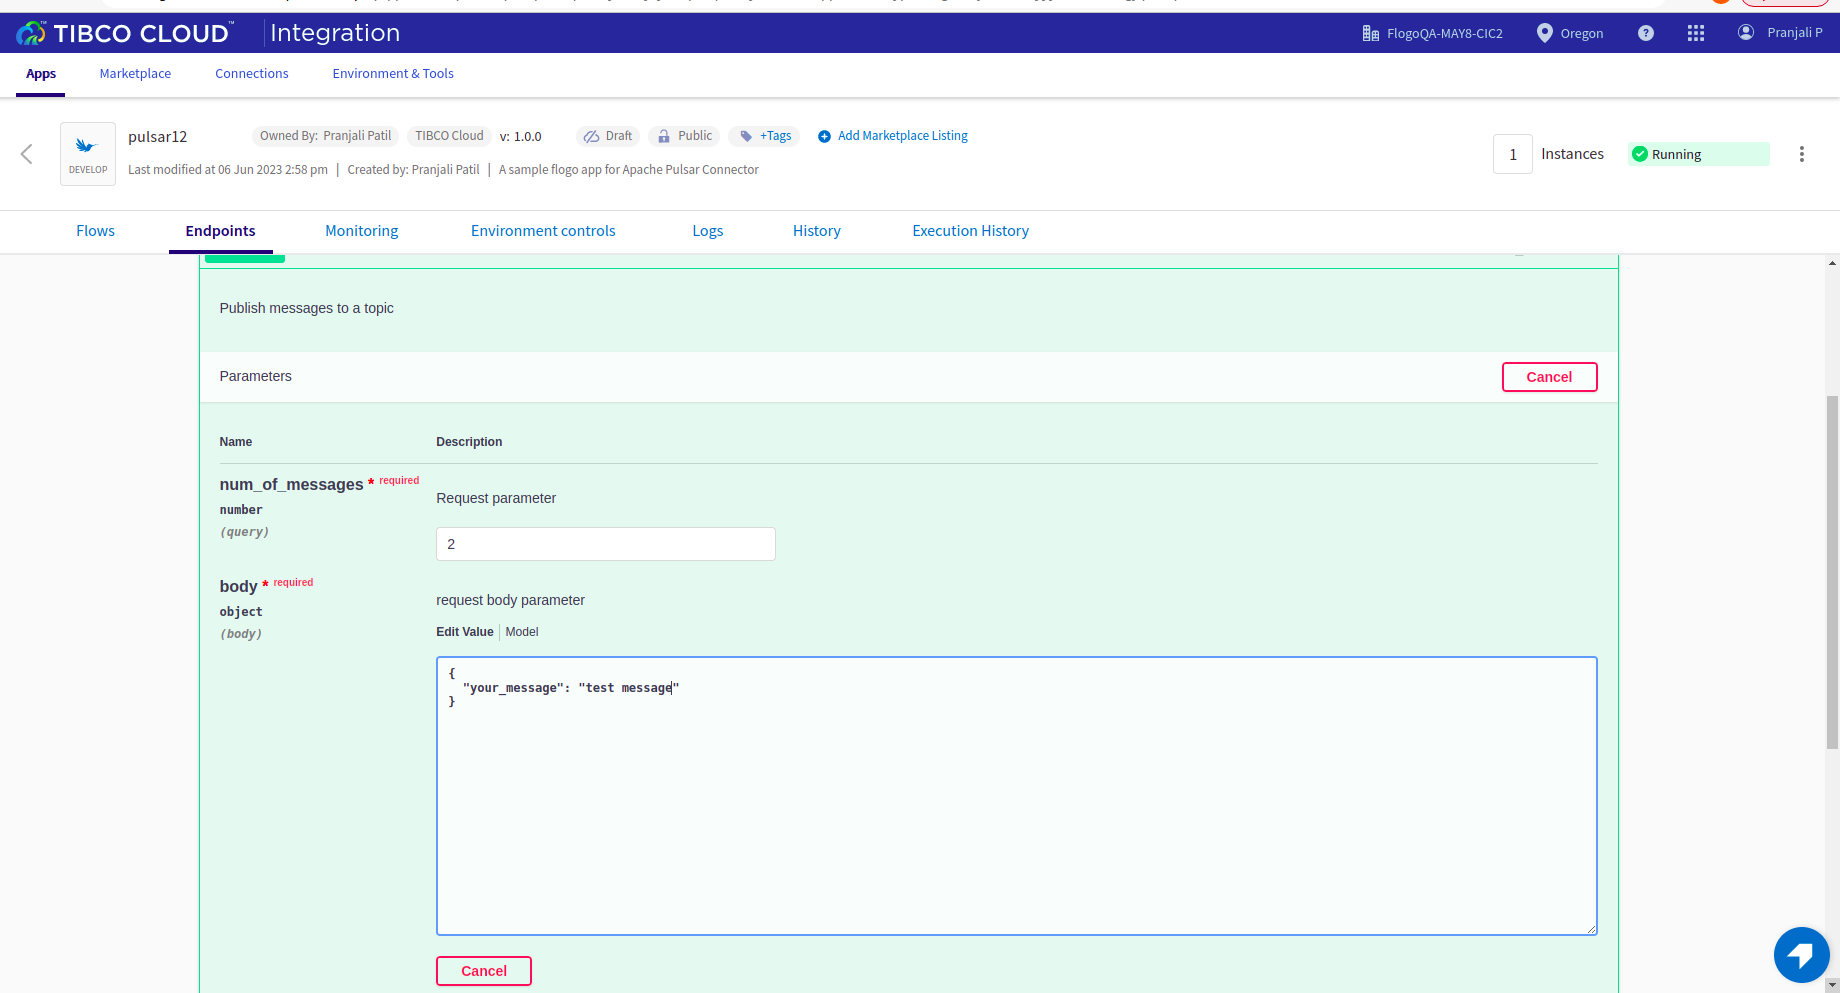 TIBCO CLOUD™ Integration FlogoQA-MAY8-CIC2 Oregon ? Pranjali P
Apps Marketplace Connections Environment & Tools
pulsar12 Owned By: Pranjali Patil TIBCO Cloud v: 1.0.0 Draft Public +Tags Add Marketplace Listing
1 Instances Running
DEVELOP
Last modified at 06 Jun 2023 2:58 pm | Created by: Pranjali Patil | A sample flogo app for Apache Pulsar Connector
Flows Endpoints Monitoring Environment controls Logs History Execution History
Publish messages to a topic
Parameters Cancel
Name Description
num_of_messages * required
number
(query)
Request parameter
2
body * required
object
(body)
request body parameter
Edit Value | Model
{
"your_message": "test message"
}
Cancel